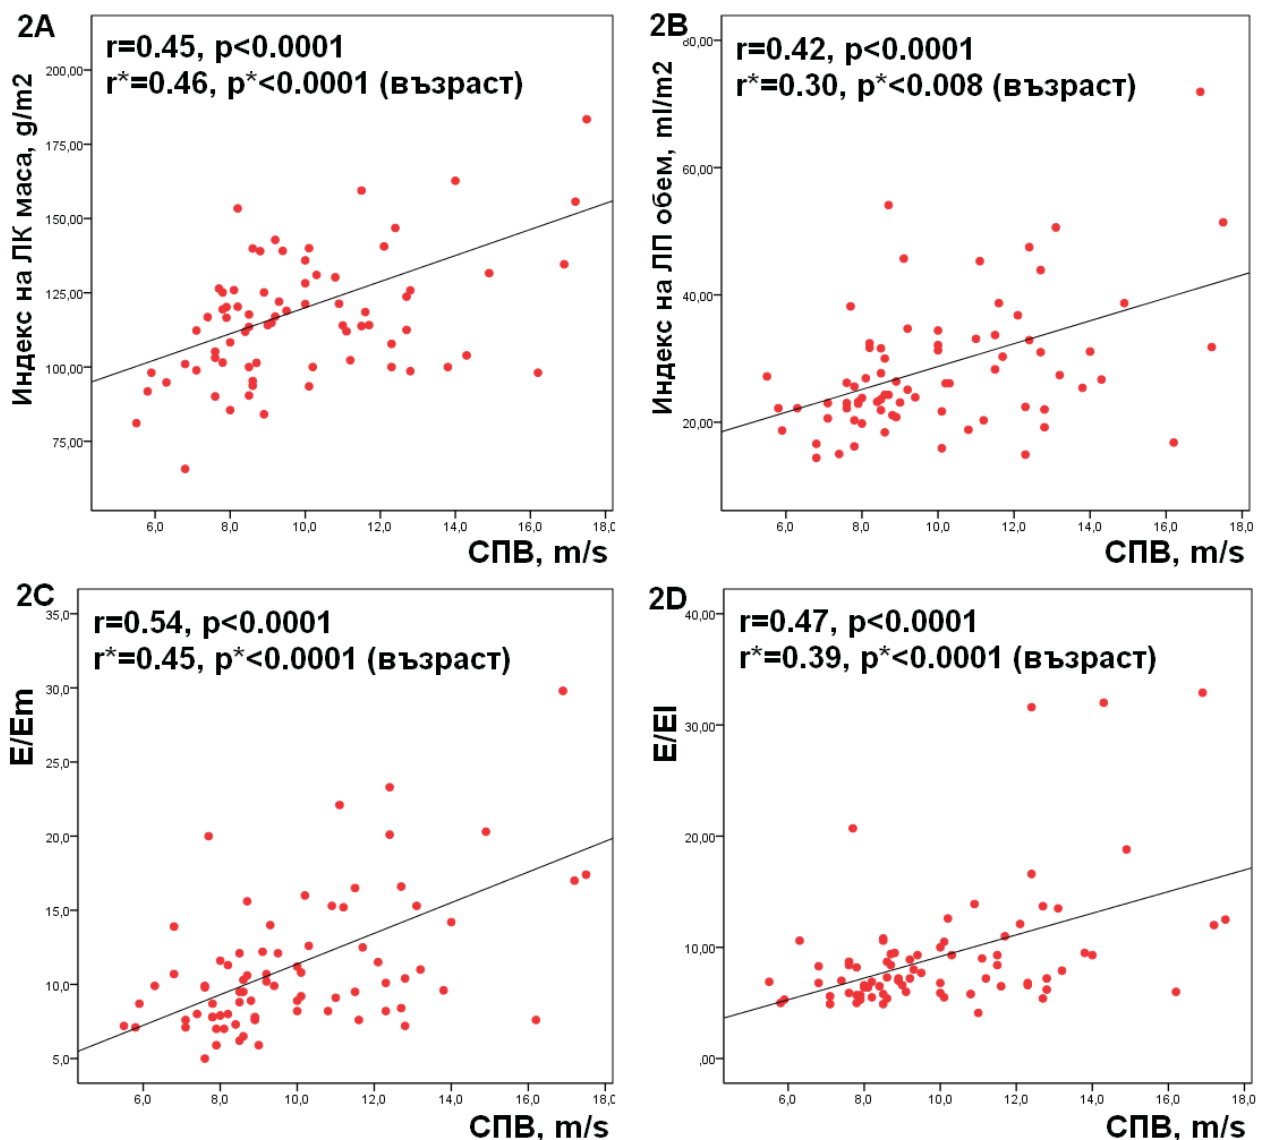 2A
r=0.45, p<0.0001
r*=0.46, p*<0.0001 (възраст)
Индекс на ЛК маса, g/m2
200,00
175,00
150,00
125,00
100,00
75,00
6,0 8,0 10,0 12,0 14,0 16,0 18,0
СПВ, m/s
2B
r=0.42, p<0.0001
r*=0.30, p*<0.008 (възраст)
Индекс на ЛП обем, ml/m2
80,00
60,00
40,00
20,00
6,0 8,0 10,0 12,0 14,0 16,0 18,0
СПВ, m/s
2C
r=0.54, p<0.0001
r*=0.45, p*<0.0001 (възраст)
E/Em
35,0
30,0
25,0
20,0
15,0
10,0
5,0
6,0 8,0 10,0 12,0 14,0 16,0 18,0
СПВ, m/s
2D
r=0.47, p<0.0001
r*=0.39, p*<0.0001 (възраст)
E/El
40,00
30,00
20,00
10,00
,00
6,0 8,0 10,0 12,0 14,0 16,0 18,0
СПВ, m/s